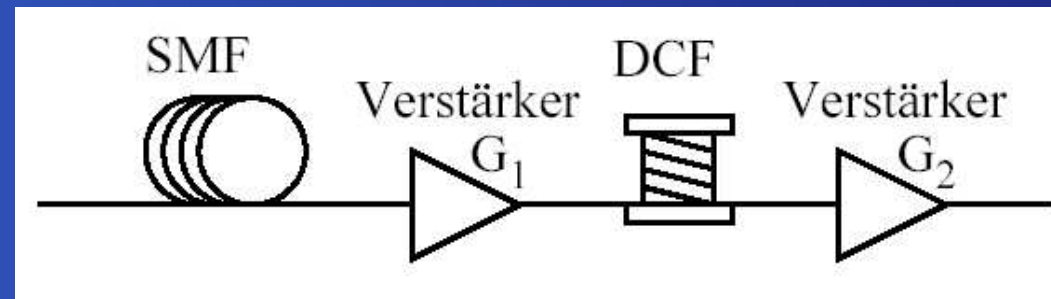 SMF
Verstärker
G1
DCF
Verstärker
G2